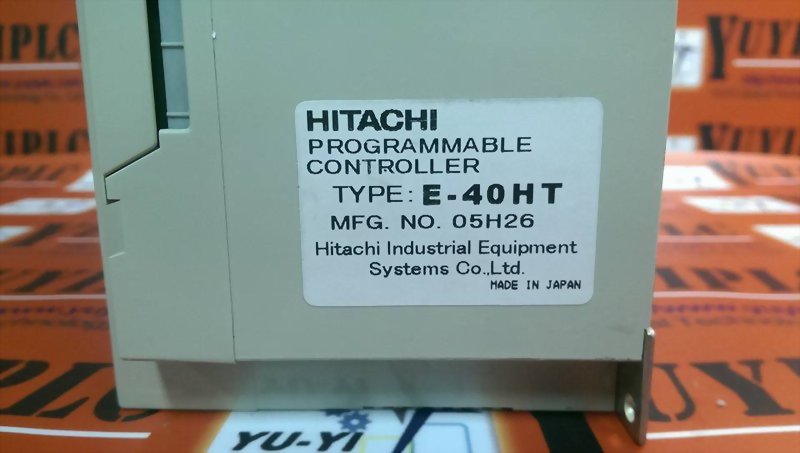 HITACHI
PROGRAMMABLE
CONTROLLER
TYPE: E-40HT
MFG. NO. 05H26
Hitachi Industrial Equipment
Systems Co.,Ltd.
MADE IN JAPAN
YU-YI